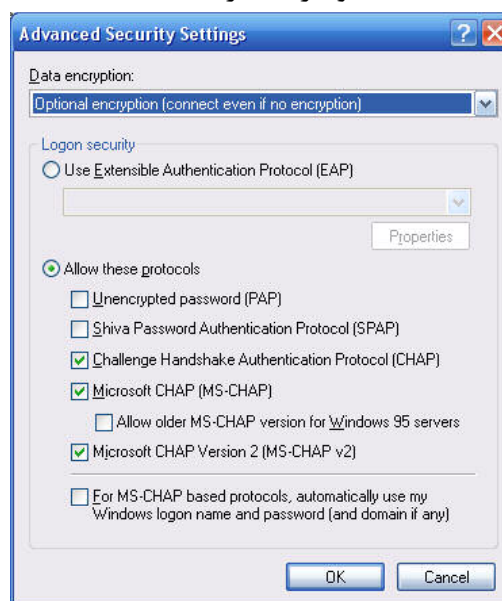 Advanced Security Settings
Data encryption:
Optional encryption (connect even if no encryption)
Logon security
Use Extensible Authentication Protocol (EAP)
Properties
Allow these protocols
Unencrypted password (PAP)
Shiva Password Authentication Protocol (SPAP)
Challenge Handshake Authentication Protocol (CHAP)
Microsoft CHAP (MS-CHAP)
Allow older MS-CHAP version for Windows 95 servers
Microsoft CHAP Version 2 (MS-CHAP v2)
For MS-CHAP based protocols, automatically use my
Windows logon name and password (and domain if any)
OK Cancel